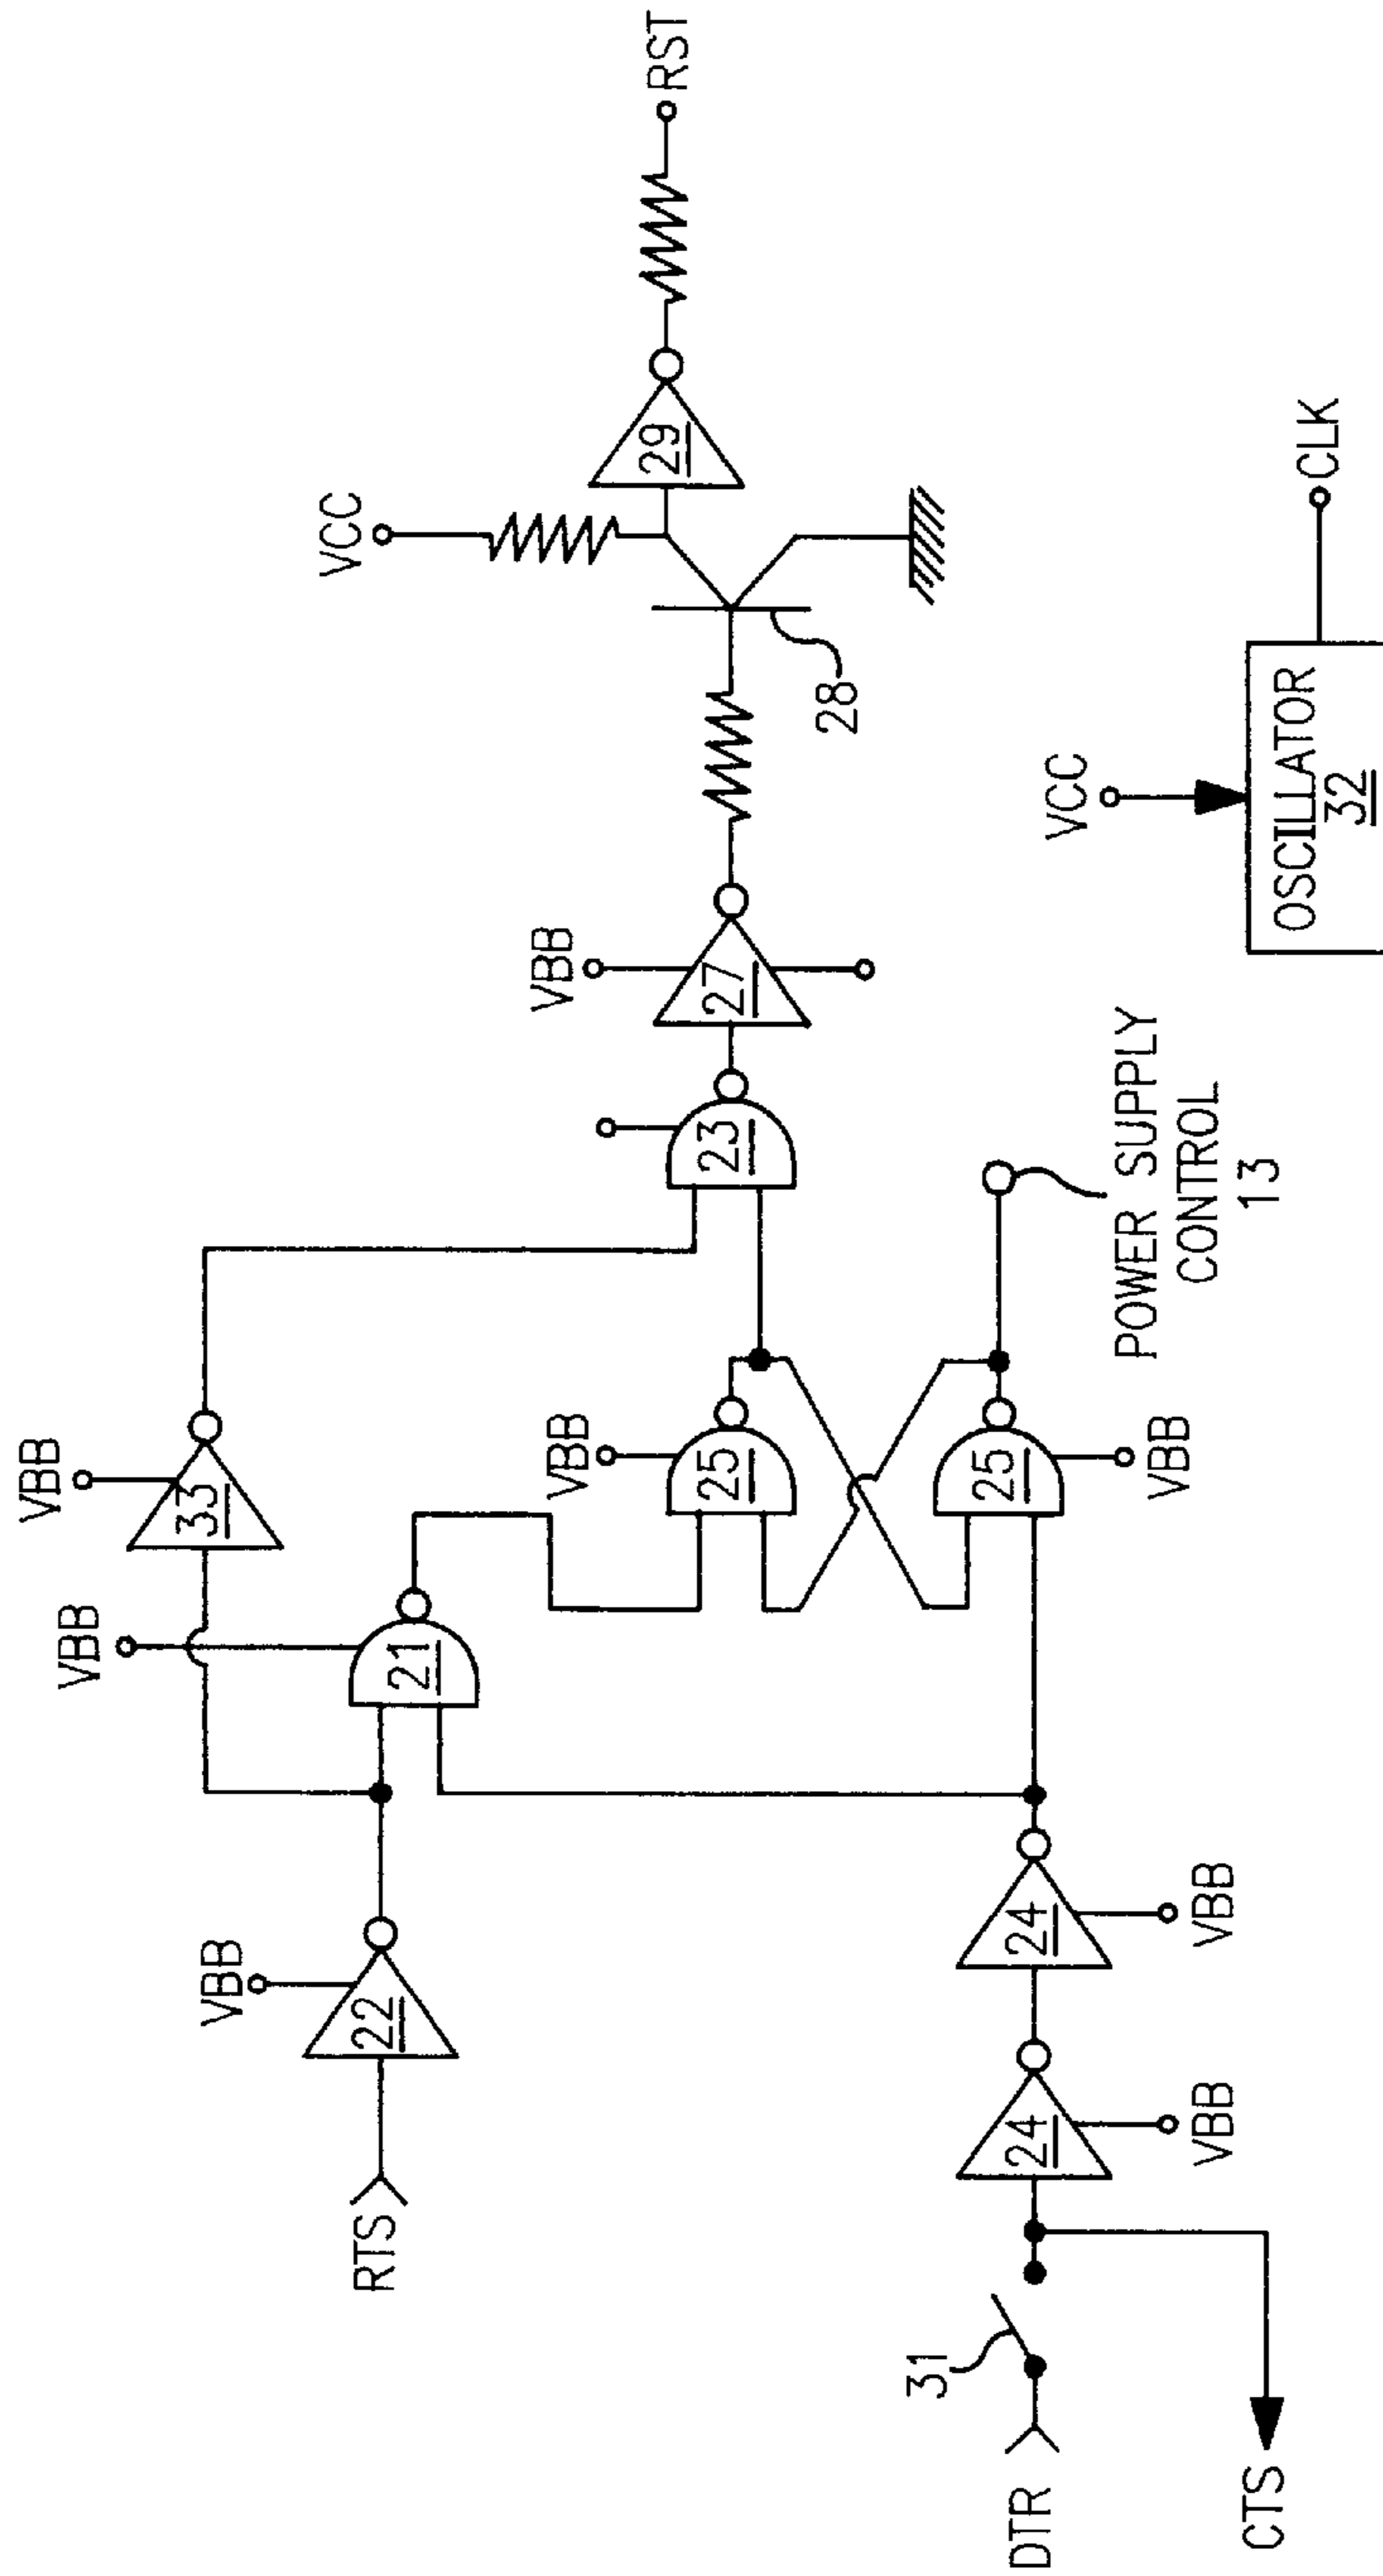 RTS
VBB
22
VBB
21
VBB
33
VBB
25
23
VBB
27
28
VCC
29
RST
DTR
31
CTS
24
VBB
24
VBB
25
VBB
POWER SUPPLY
CONTROL
13
VCC
OSCILLATOR
32
CLK